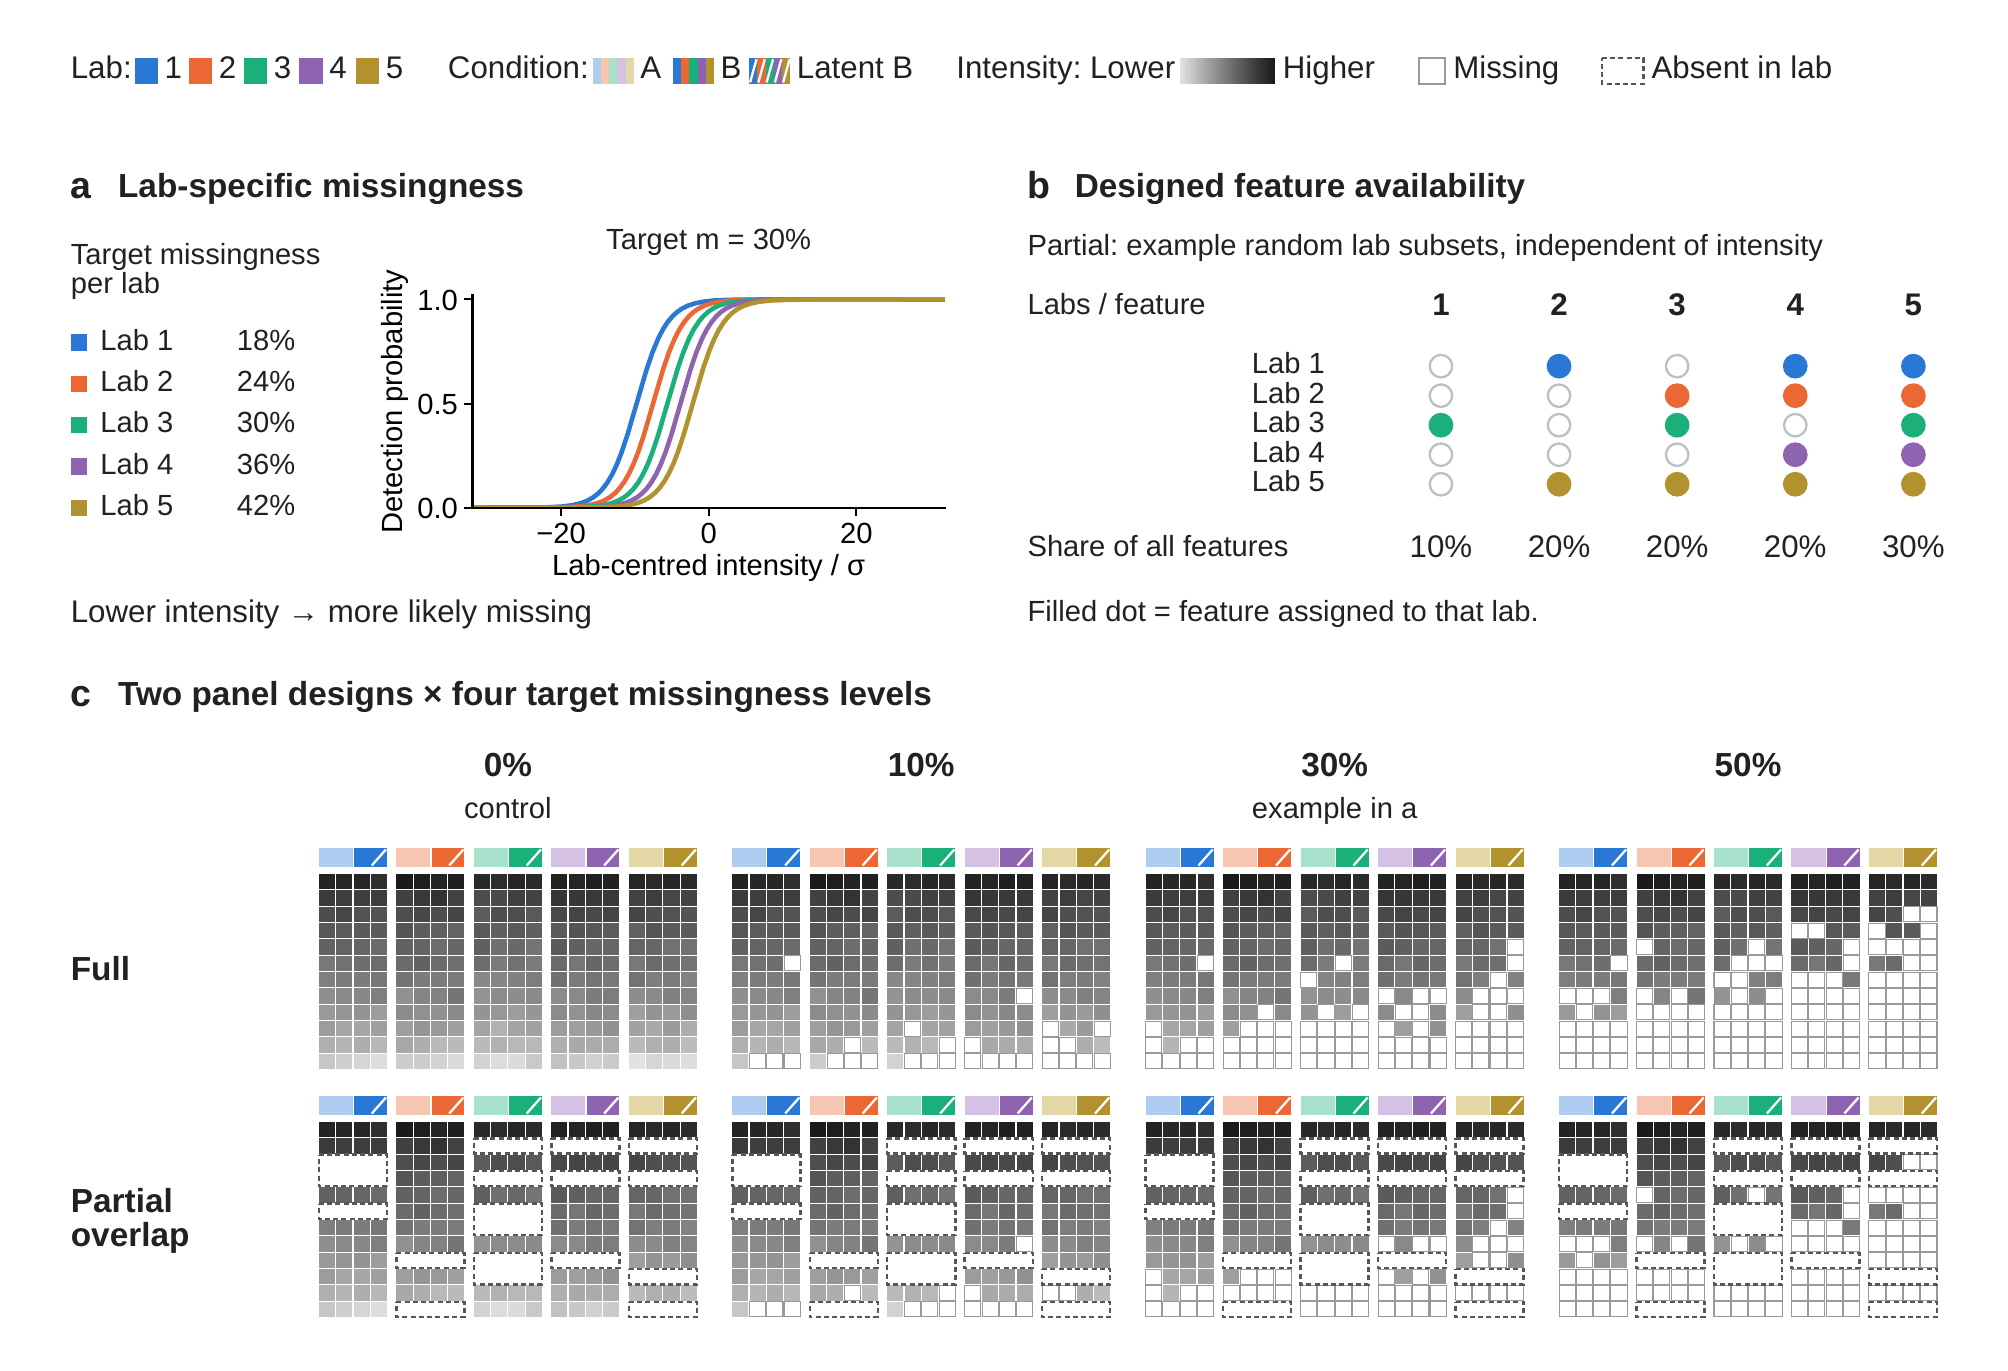 Lab: 1 2 3 4 5 Condition: A B Latent B Intensity: Lower Higher Missing Absent in lab
a Lab-specific missingness
Target missingness
per lab
Lab 1 18%
Lab 2 24%
Lab 3 30%
Lab 4 36%
Lab 5 42%
Target m = 30%
Detection probability
1.0
0.5
0.0
−20 0 20
Lab-centred intensity / σ
Lower intensity → more likely missing
b Designed feature availability
Partial: example random lab subsets, independent of intensity
Labs / feature 1 2 3 4 5
Lab 1
Lab 2
Lab 3
Lab 4
Lab 5
Share of all features 10% 20% 20% 20% 30%
Filled dot = feature assigned to that lab.
c Two panel designs × four target missingness levels
0% 10% 30% 50%
control example in a
Full
Partial
overlap